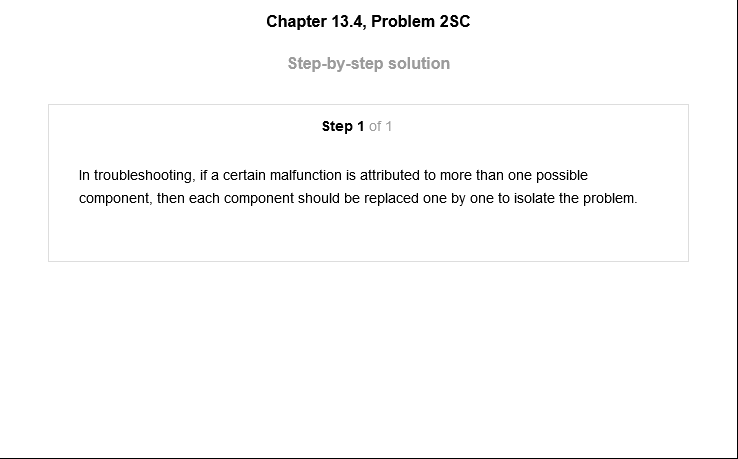 Chapter 13.4, Problem 2SC
Step-by-step solution
Step 1 of 1
In troubleshooting, if a certain malfunction is attributed to more than one possible
component, then each component should be replaced one by one to isolate the problem.